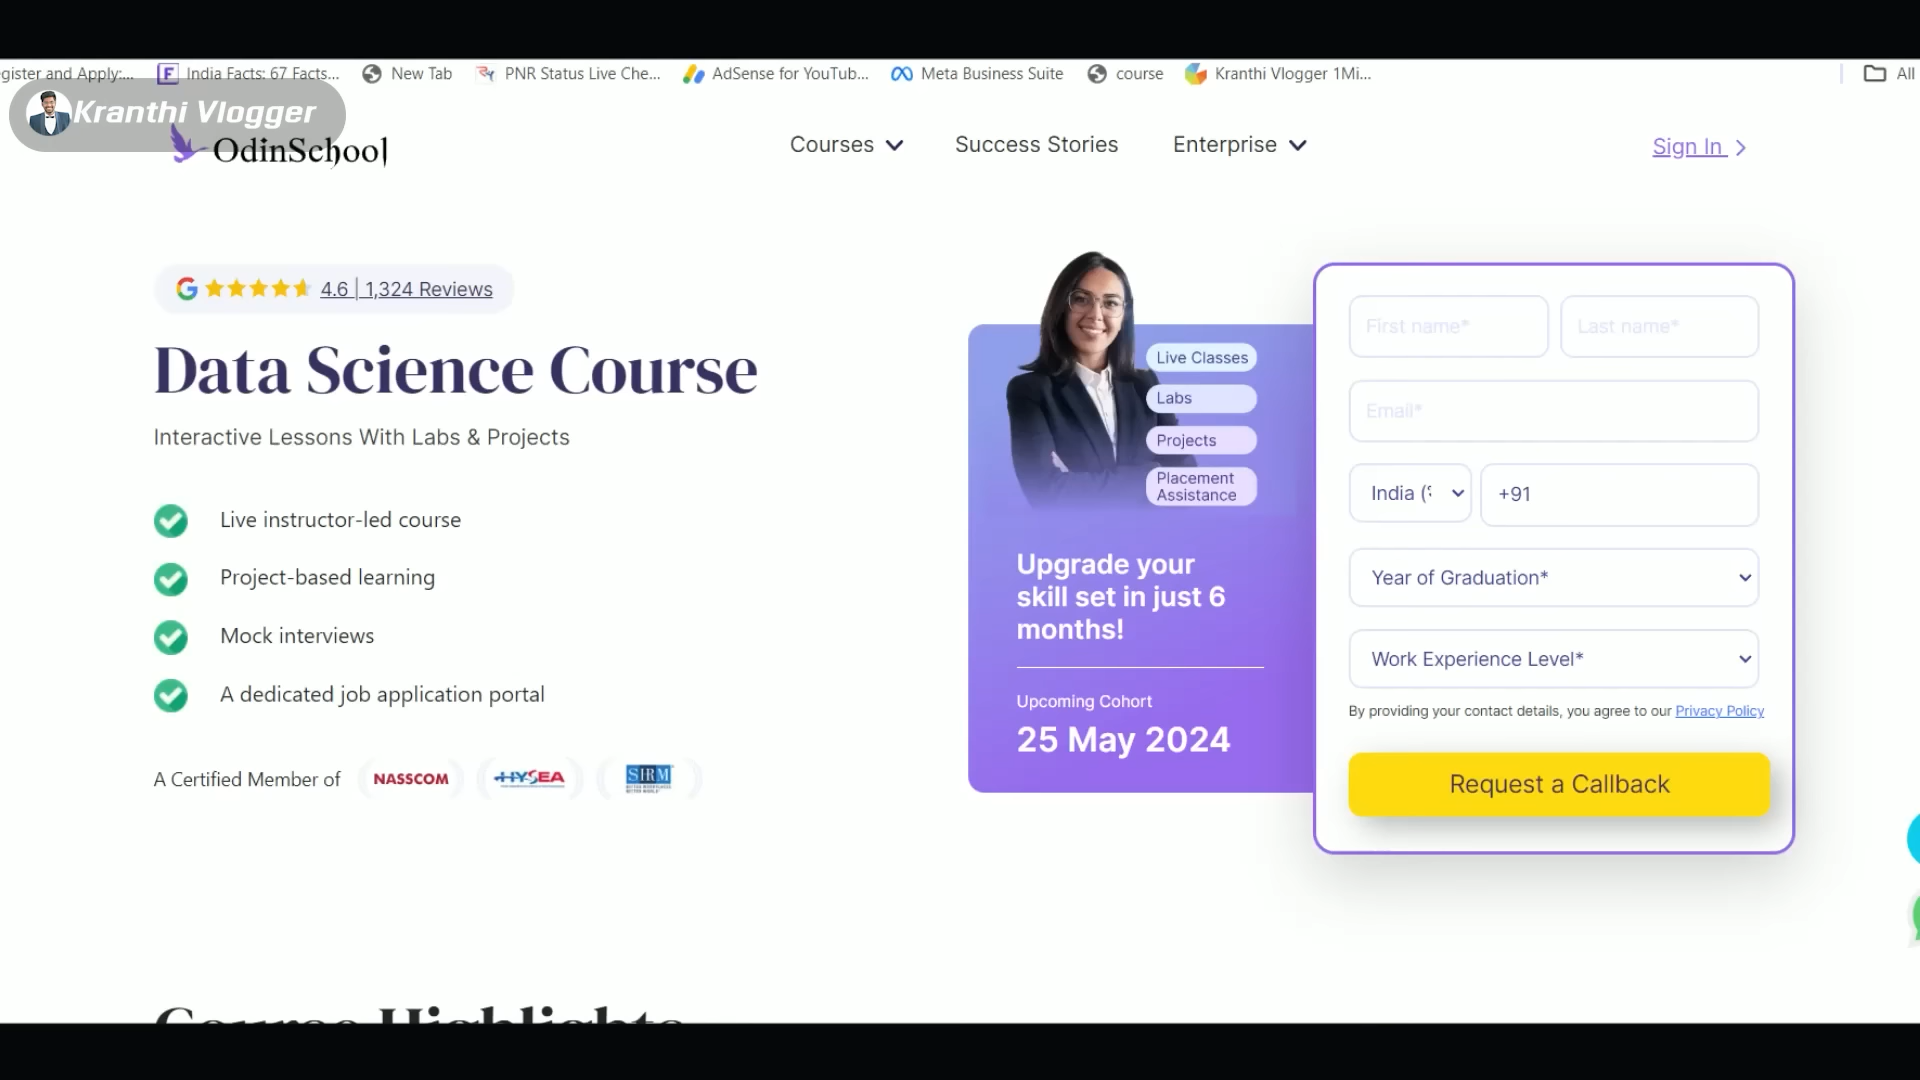 egister and Apply:...
India Facts: 67 Facts...
New Tab
PNR Status Live Che...
AdSense for YouTub...
Meta Business Suite
course
Kranthi Vlogger 1Mi...
All
Kranthi Vlogger
OdinSchool
Courses
Success Stories
Enterprise
Sign In
4.6 | 1,324 Reviews
Data Science Course
Interactive Lessons With Labs & Projects
Live instructor-led course
Project-based learning
Mock interviews
A dedicated job application portal
A Certified Member of
NASSCOM
HYSEA
SIRM
Live Classes
Labs
Projects
Placement
Assistance
Upgrade your
skill set in just 6
months!
Upcoming Cohort
25 May 2024
First name*
Last name*
Email*
India (
+91
Year of Graduation*
Work Experience Level*
By providing your contact details, you agree to our Privacy Policy
Request a Callback
Course Highlights